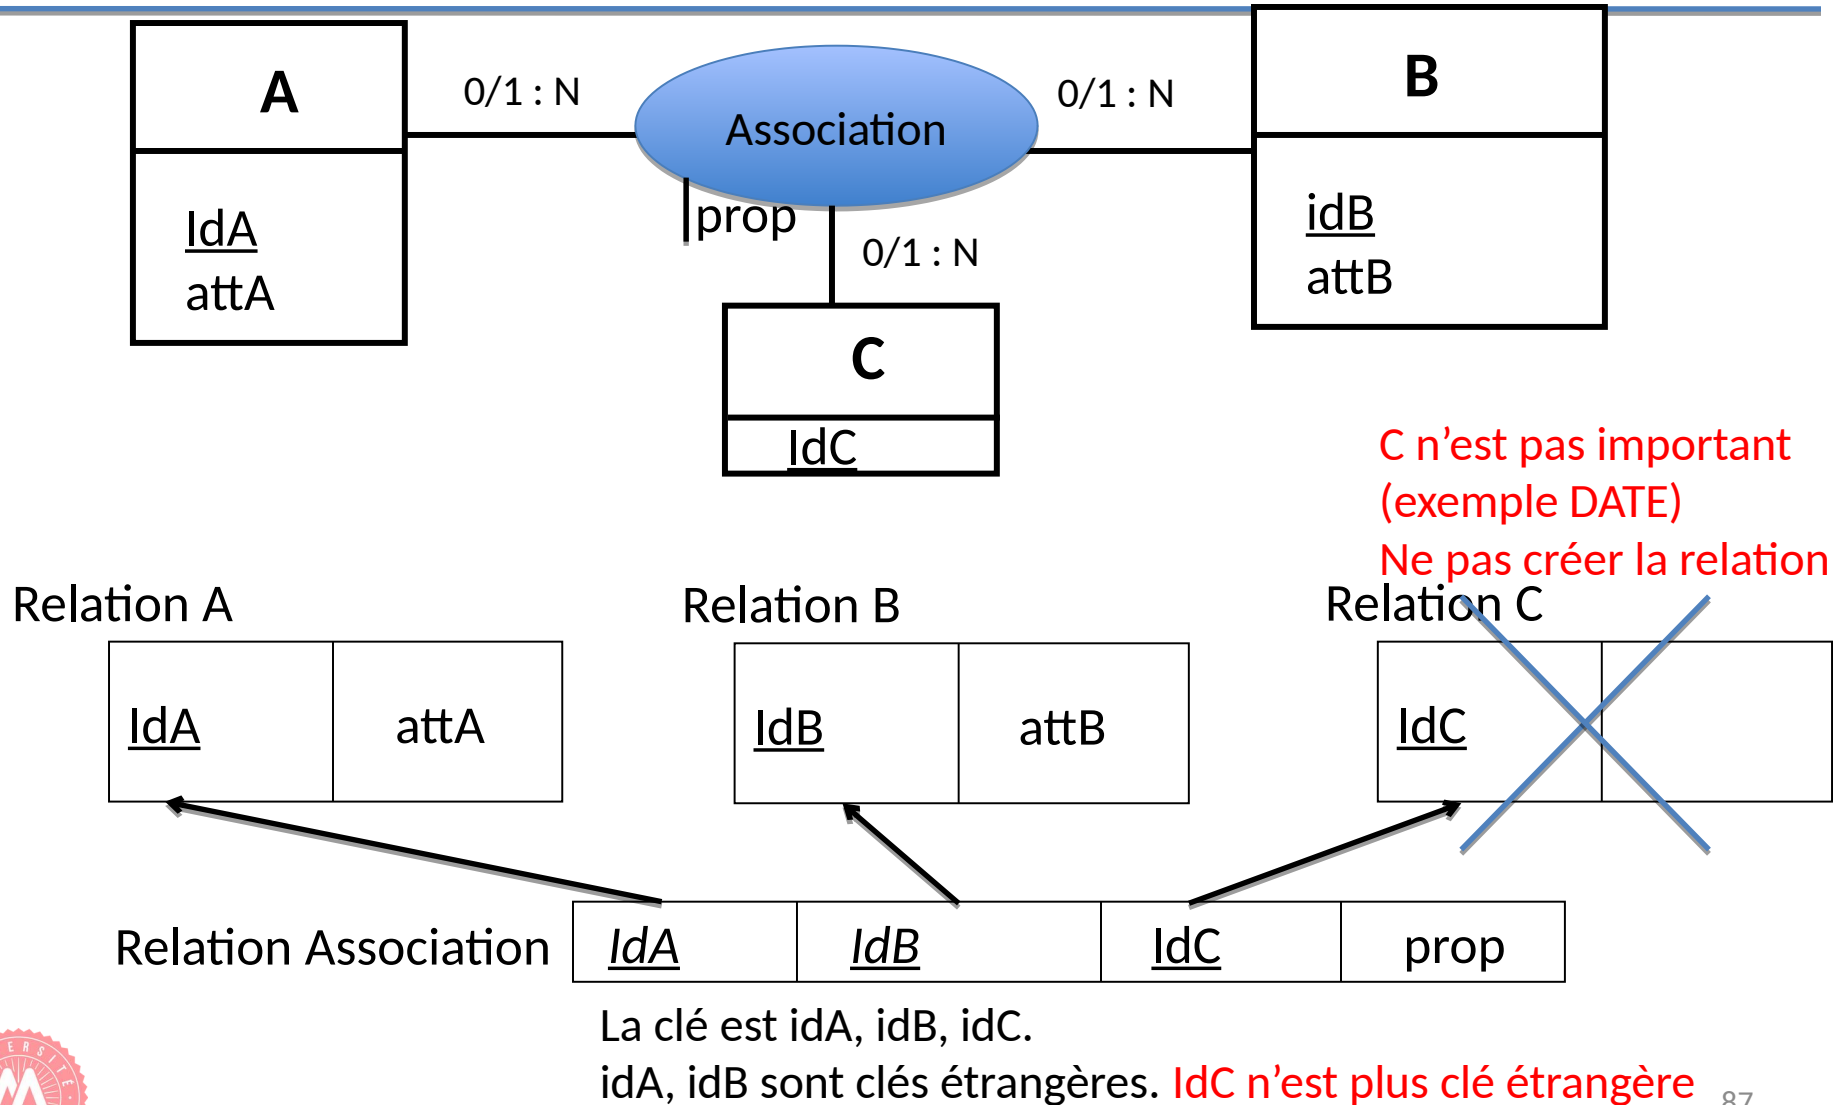 A
0/1 : N
Association
0/1 : N
B
IdA
attA
prop
0/1 : N
idB
attB
C
IdC
C n’est pas important
(exemple DATE)
Ne pas créer la relation
Relation A
Relation B
Relation C
IdA attA
IdB attB
IdC
Relation Association IdA IdB IdC prop
La clé est idA, idB, idC.
idA, idB sont clés étrangères. IdC n’est plus clé étrangère
87